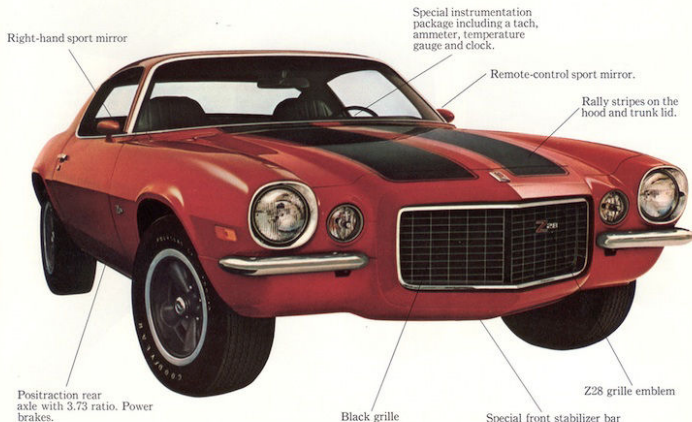 Special instrumentation
package including a tach,
ammeter, temperature
gauge and clock.
Right-hand sport mirror
Remote-control sport mirror.
Rally stripes on the
hood and trunk lid.
Z28
GOODYEAR
Positraction rear
axle with 3.73 ratio. Power
brakes.
Black grille
Special front stabilizer bar
Z28 grille emblem